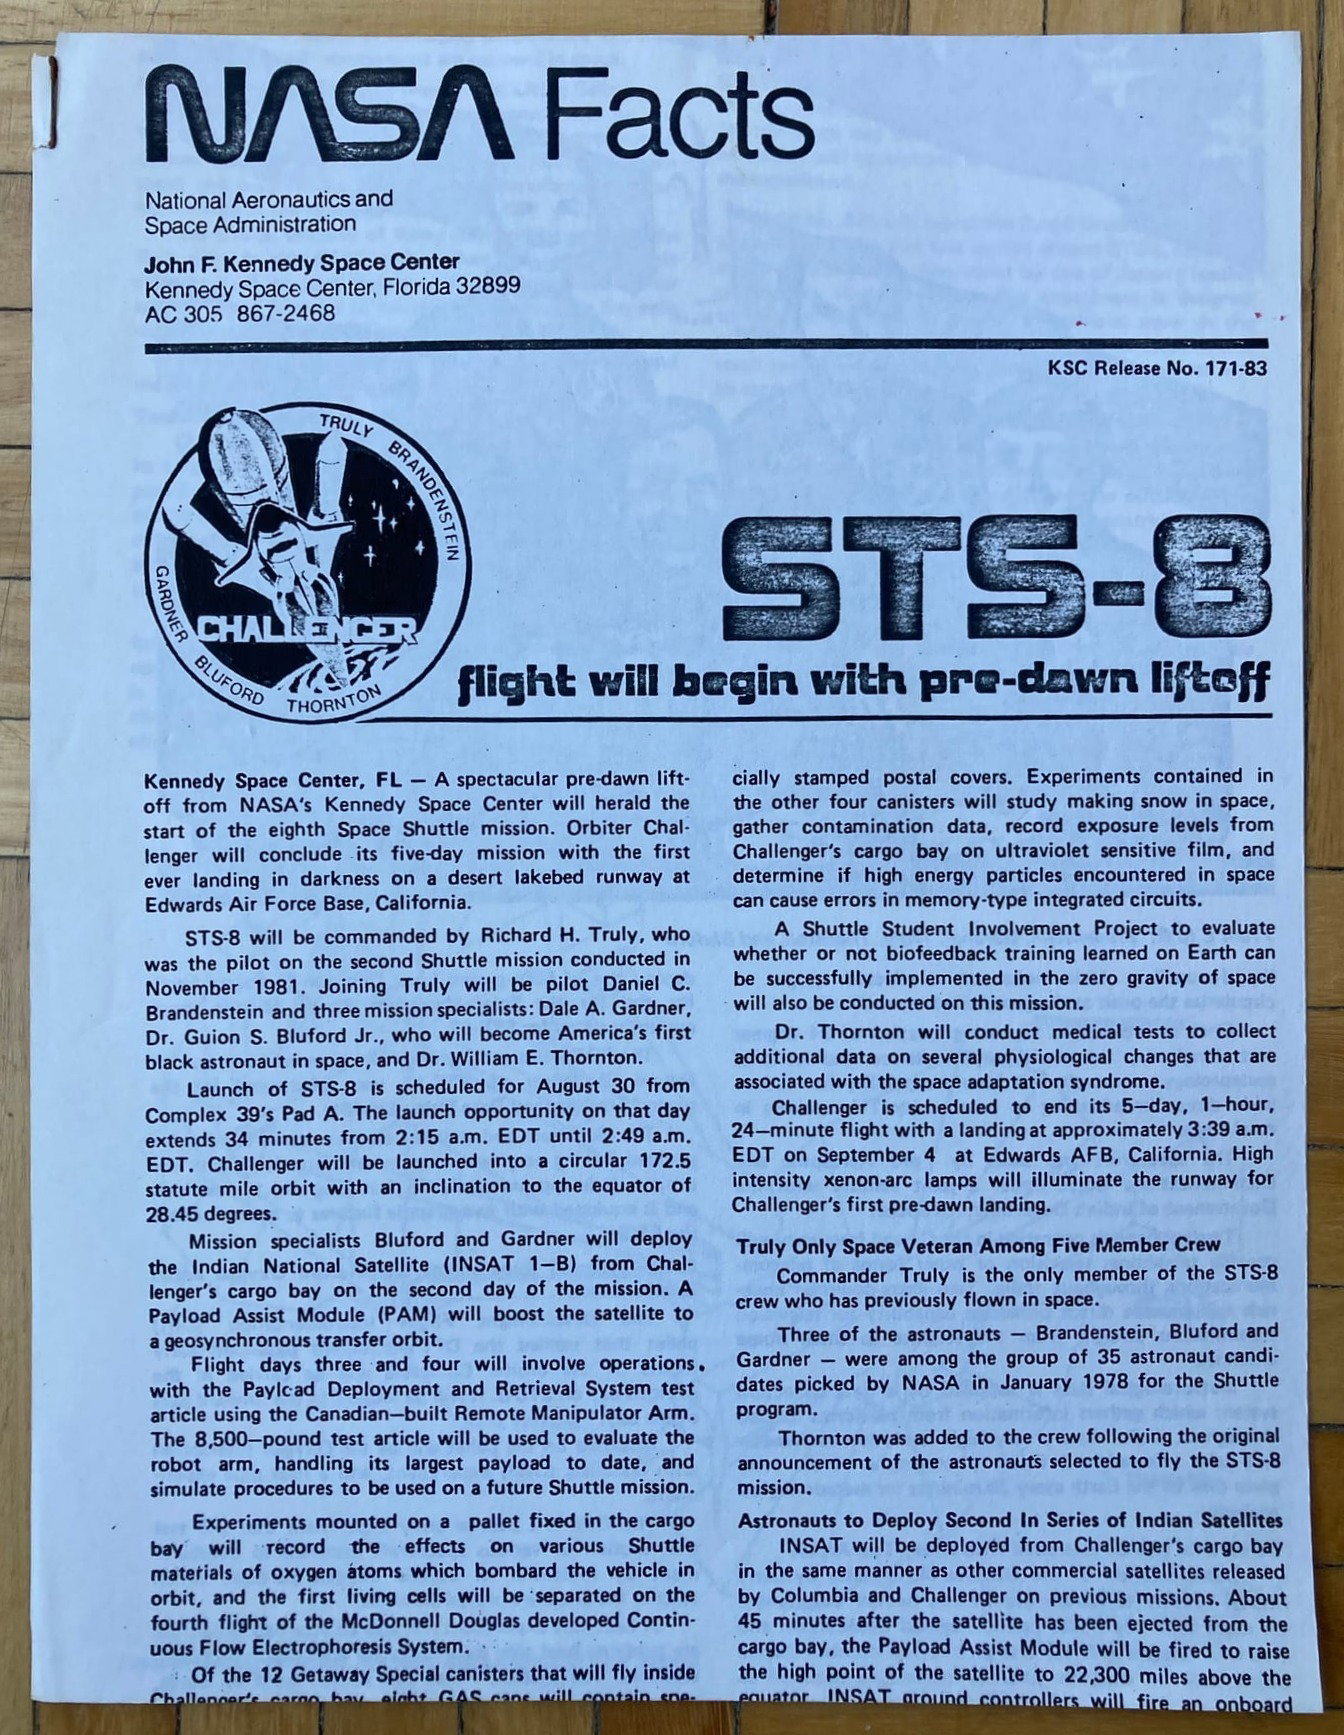 NASA Facts
National Aeronautics and
Space Administration
John F. Kennedy Space Center
Kennedy Space Center, Florida 32899
AC 305 867-2468
KSC Release No. 171-83
TRULY BRANDENSTEIN
GARDNER BLUFORD THORNTON
CHALLENGER
STS-8
flight will begin with pre-dawn liftoff
Kennedy Space Center, FL — A spectacular pre-dawn lift-
off from NASA's Kennedy Space Center will herald the
start of the eighth Space Shuttle mission. Orbiter Chal-
lenger will conclude its five-day mission with the first
ever landing in darkness on a desert lakebed runway at
Edwards Air Force Base, California.
STS-8 will be commanded by Richard H. Truly, who
was the pilot on the second Shuttle mission conducted in
November 1981. Joining Truly will be pilot Daniel C.
Brandenstein and three mission specialists: Dale A. Gardner,
Dr. Guion S. Bluford Jr., who will become America's first
black astronaut in space, and Dr. William E. Thornton.
Launch of STS-8 is scheduled for August 30 from
Complex 39's Pad A. The launch opportunity on that day
extends 34 minutes from 2:15 a.m. EDT until 2:49 a.m.
EDT. Challenger will be launched into a circular 172.5
statute mile orbit with an inclination to the equator of
28.45 degrees.
Mission specialists Bluford and Gardner will deploy
the Indian National Satellite (INSAT 1—B) from Chal-
lenger's cargo bay on the second day of the mission. A
Payload Assist Module (PAM) will boost the satellite to
a geosynchronous transfer orbit.
Flight days three and four will involve operations.
with the Payload Deployment and Retrieval System test
article using the Canadian—built Remote Manipulator Arm.
The 8,500—pound test article will be used to evaluate the
robot arm, handling its largest payload to date, and
simulate procedures to be used on a future Shuttle mission.
Experiments mounted on a pallet fixed in the cargo
bay will record the effects on various Shuttle
materials of oxygen atoms which bombard the vehicle in
orbit, and the first living cells will be separated on the
fourth flight of the McDonnell Douglas developed Contin-
uous Flow Electrophoresis System.
Of the 12 Getaway Special canisters that will fly inside
Challenger's cargo bay, eight GAS cans will contain spe-
cially stamped postal covers. Experiments contained in
the other four canisters will study making snow in space,
gather contamination data, record exposure levels from
Challenger's cargo bay on ultraviolet sensitive film, and
determine if high energy particles encountered in space
can cause errors in memory-type integrated circuits.
A Shuttle Student Involvement Project to evaluate
whether or not biofeedback training learned on Earth can
be successfully implemented in the zero gravity of space
will also be conducted on this mission.
Dr. Thornton will conduct medical tests to collect
additional data on several physiological changes that are
associated with the space adaptation syndrome.
Challenger is scheduled to end its 5—day, 1—hour,
24—minute flight with a landing at approximately 3:39 a.m.
EDT on September 4 at Edwards AFB, California. High
intensity xenon-arc lamps will illuminate the runway for
Challenger's first pre-dawn landing.
Truly Only Space Veteran Among Five Member Crew
Commander Truly is the only member of the STS-8
crew who has previously flown in space.
Three of the astronauts — Brandenstein, Bluford and
Gardner — were among the group of 35 astronaut candi-
dates picked by NASA in January 1978 for the Shuttle
program.
Thornton was added to the crew following the original
announcement of the astronauts selected to fly the STS-8
mission.
Astronauts to Deploy Second In Series of Indian Satellites
INSAT will be deployed from Challenger's cargo bay
in the same manner as other commercial satellites released
by Columbia and Challenger on previous missions. About
45 minutes after the satellite has been ejected from the
cargo bay, the Payload Assist Module will be fired to raise
the high point of the satellite to 22,300 miles above the
equator. INSAT ground controllers will fire an onboard